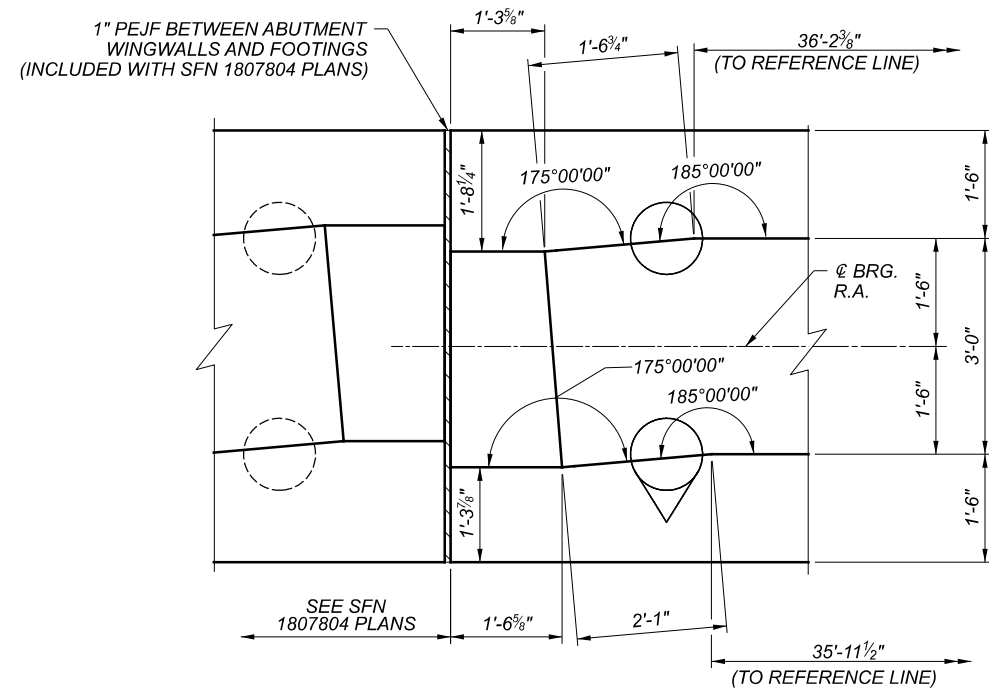 1" PEJF BETWEEN ABUTMENT
WINGWALLS AND FOOTINGS
(INCLUDED WITH SFN 1807804 PLANS)
1'-3⅝"
1'-6¾"
36'-2⅜"
(TO REFERENCE LINE)
1'-8¼"
175°00'00"
185°00'00"
1'-6"
℄ BRG.
R.A.
1'-6"
3'-0"
175°00'00"
185°00'00"
1'-6"
1'-3⅞"
1'-6"
SEE SFN
1807804 PLANS
1'-6⅝"
2'-1"
35'-11½"
(TO REFERENCE LINE)